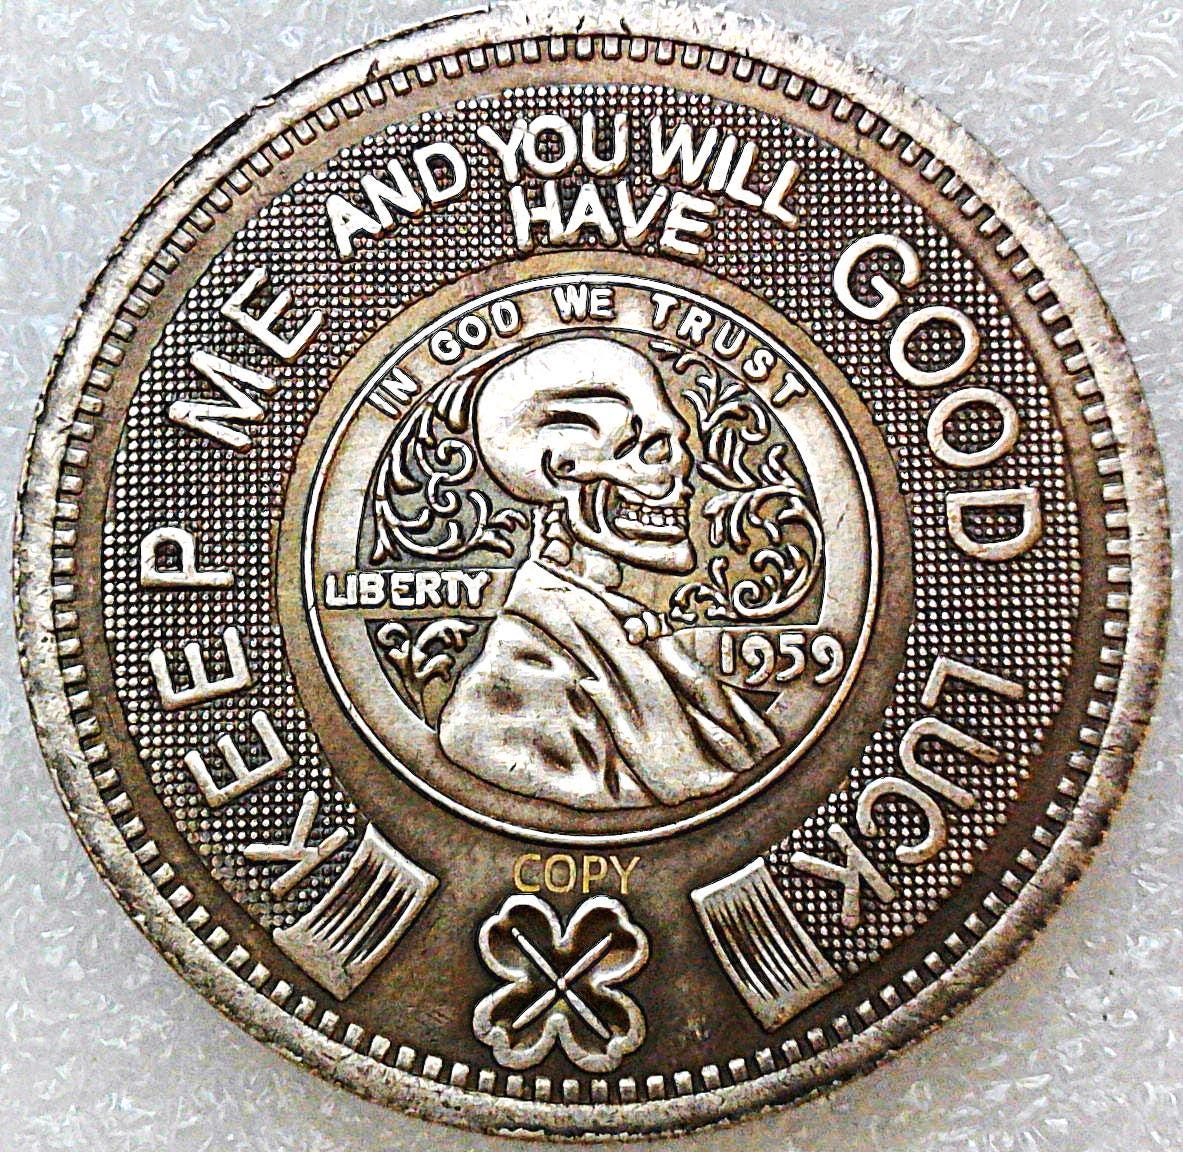 KEEP ME AND YOU WILL
HAVE
GOOD LUCK
IN GOD WE TRUST
LIBERTY
1959
COPY